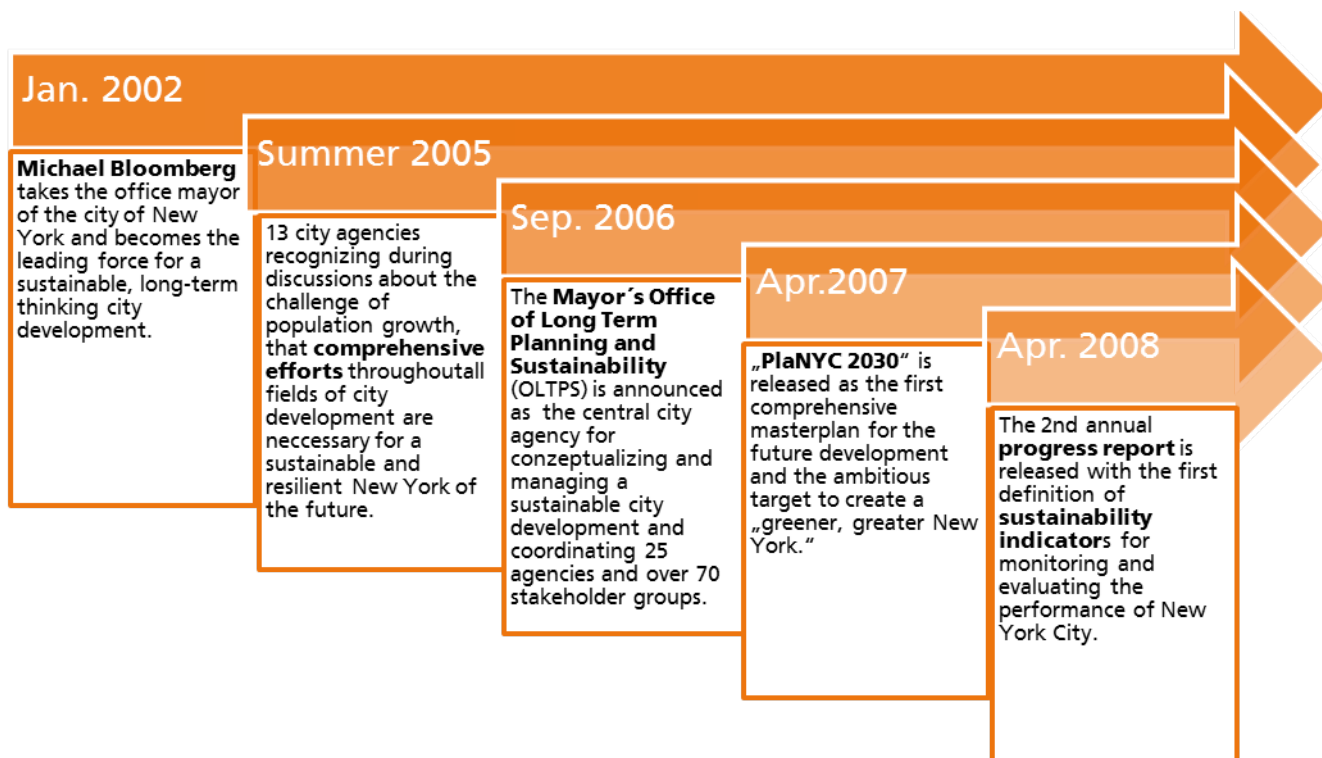 Jan. 2002
Michael Bloomberg
takes the office mayor
of the city of New
York and becomes the
leading force for a
sustainable, long-term
thinking city
development.
Summer 2005
13 city agencies
recognizing during
discussions about the
challenge of
population growth,
that comprehensive
efforts throughoutall
fields of city
development are
neccessary for a
sustainable and
resilient New York of
the future.
Sep. 2006
The Mayor´s Office
of Long Term
Planning and
Sustainability
(OLTPS) is announced
as the central city
agency for
conzeptualizing and
managing a
sustainable city
development and
coordinating 25
agencies and over 70
stakeholder groups.
Apr.2007
„PlaNYC 2030“ is
released as the first
comprehensive
masterplan for the
future development
and the ambitious
target to create a
„greener, greater New
York.“
Apr. 2008
The 2nd annual
progress report is
released with the first
definition of
sustainability
indicators for
monitoring and
evaluating the
performance of New
York City.